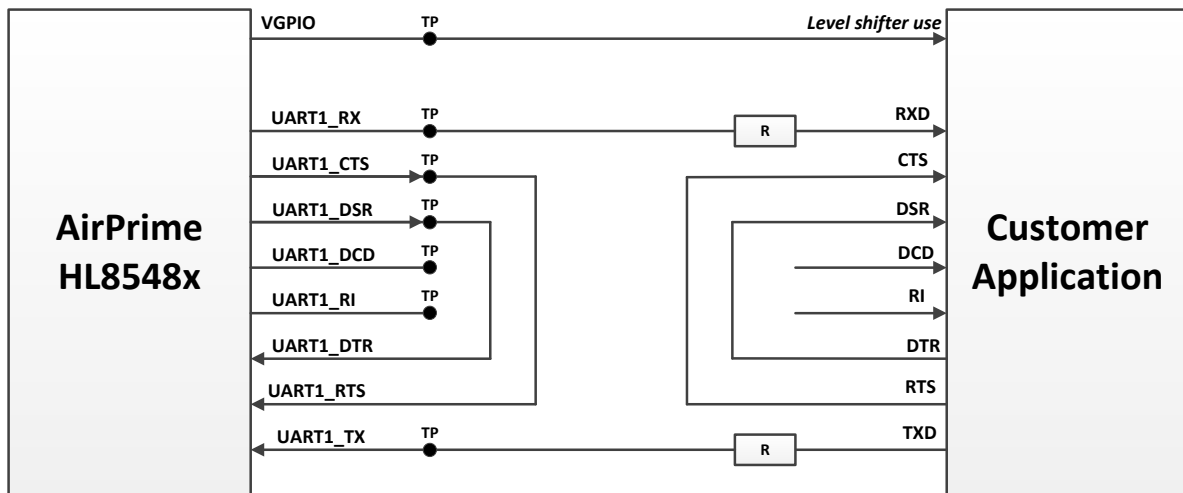 VGPIO TP Level shifter use
UART1_RX TP R RXD
UART1_CTS TP CTS
UART1_DSR TP DSR
AirPrime
HL8548x
Customer
Application
UART1_DCD TP DCD
UART1_RI TP RI
UART1_DTR DTR
UART1_RTS RTS
UART1_TX TP R TXD